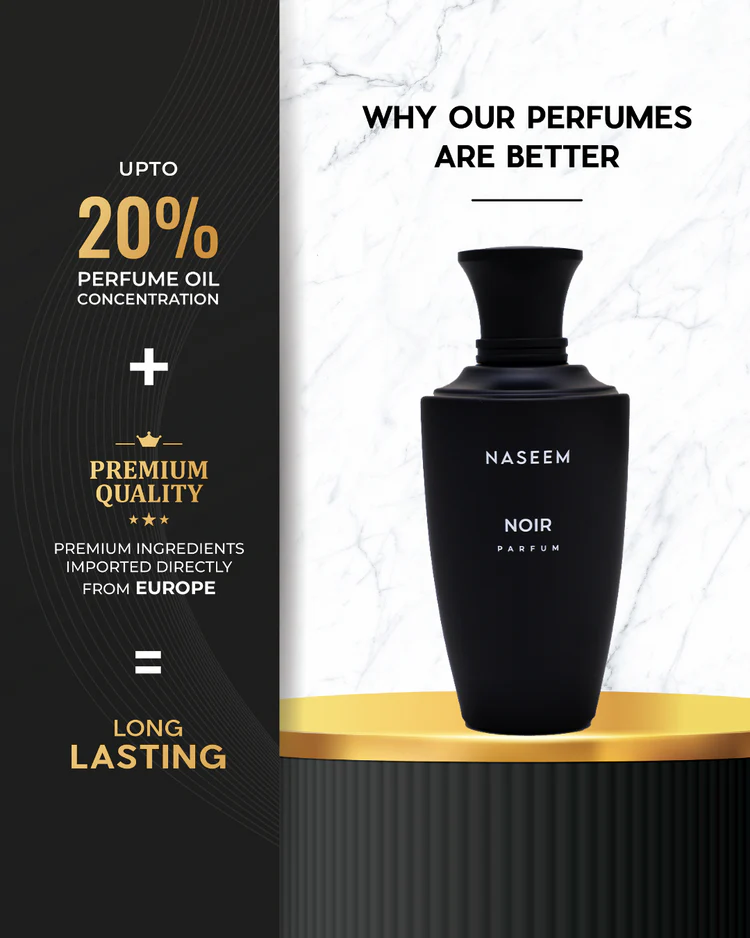 UPTO
20%
PERFUME OIL
CONCENTRATION
+
PREMIUM
QUALITY
PREMIUM INGREDIENTS
IMPORTED DIRECTLY
FROM EUROPE
=
LONG
LASTING
WHY OUR PERFUMES
ARE BETTER
NASEEM
NOIR
PARFUM